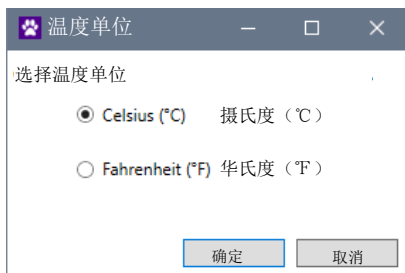 温度单位
选择温度单位
Celsius (°C) 摄氏度（℃）
Fahrenheit (°F) 华氏度（℉）
确定 取消